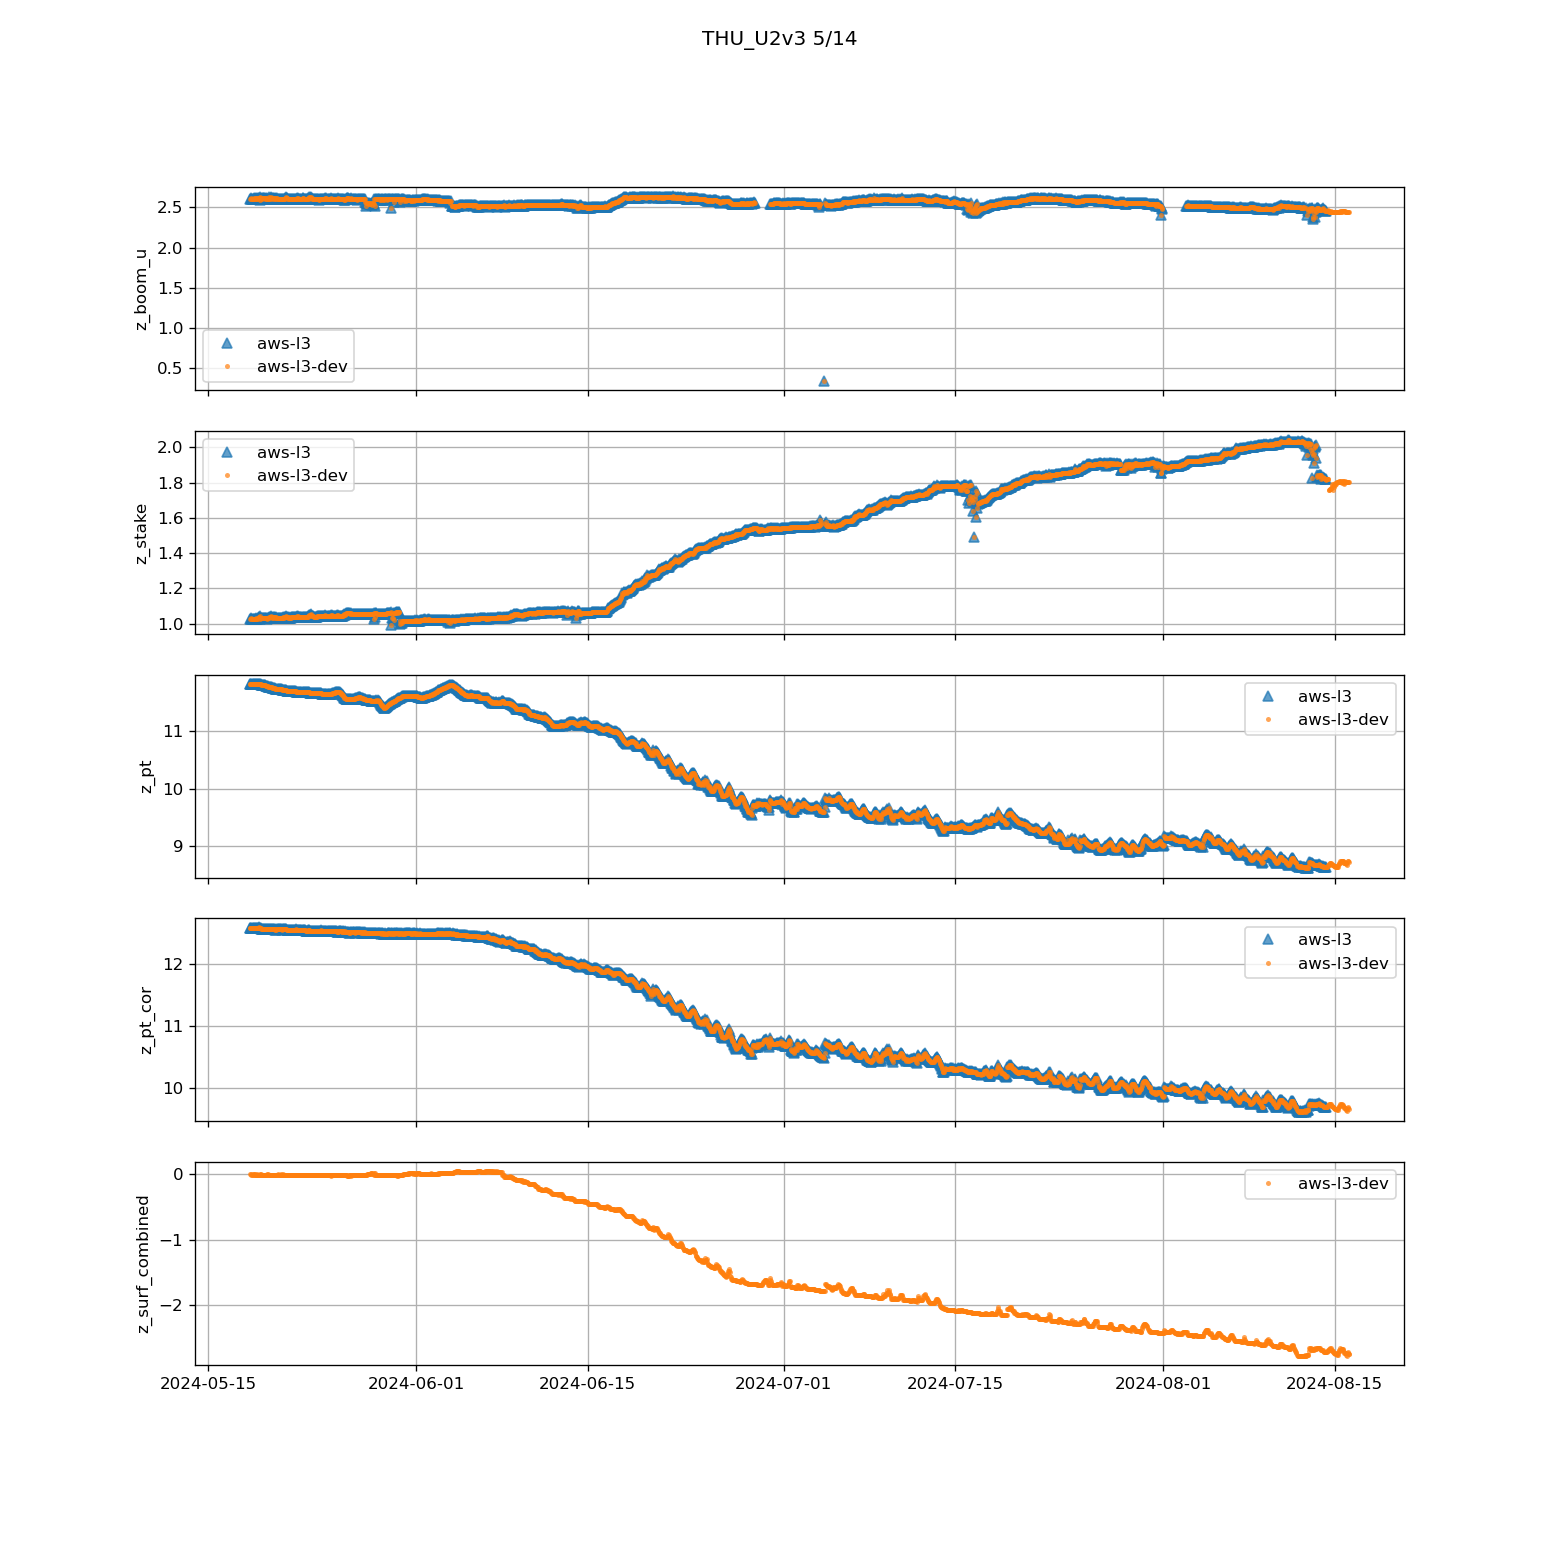 THU_U2v3 5/14
z_boom_u
2.5
2.0
1.5
1.0
0.5
aws-l3
aws-l3-dev
z_stake
2.0
1.8
1.6
1.4
1.2
1.0
aws-l3
aws-l3-dev
z_pt
11
10
9
aws-l3
aws-l3-dev
z_pt_cor
12
11
10
aws-l3
aws-l3-dev
z_surf_combined
0
−1
−2
aws-l3-dev
2024-05-15 2024-06-01 2024-06-15 2024-07-01 2024-07-15 2024-08-01 2024-08-15